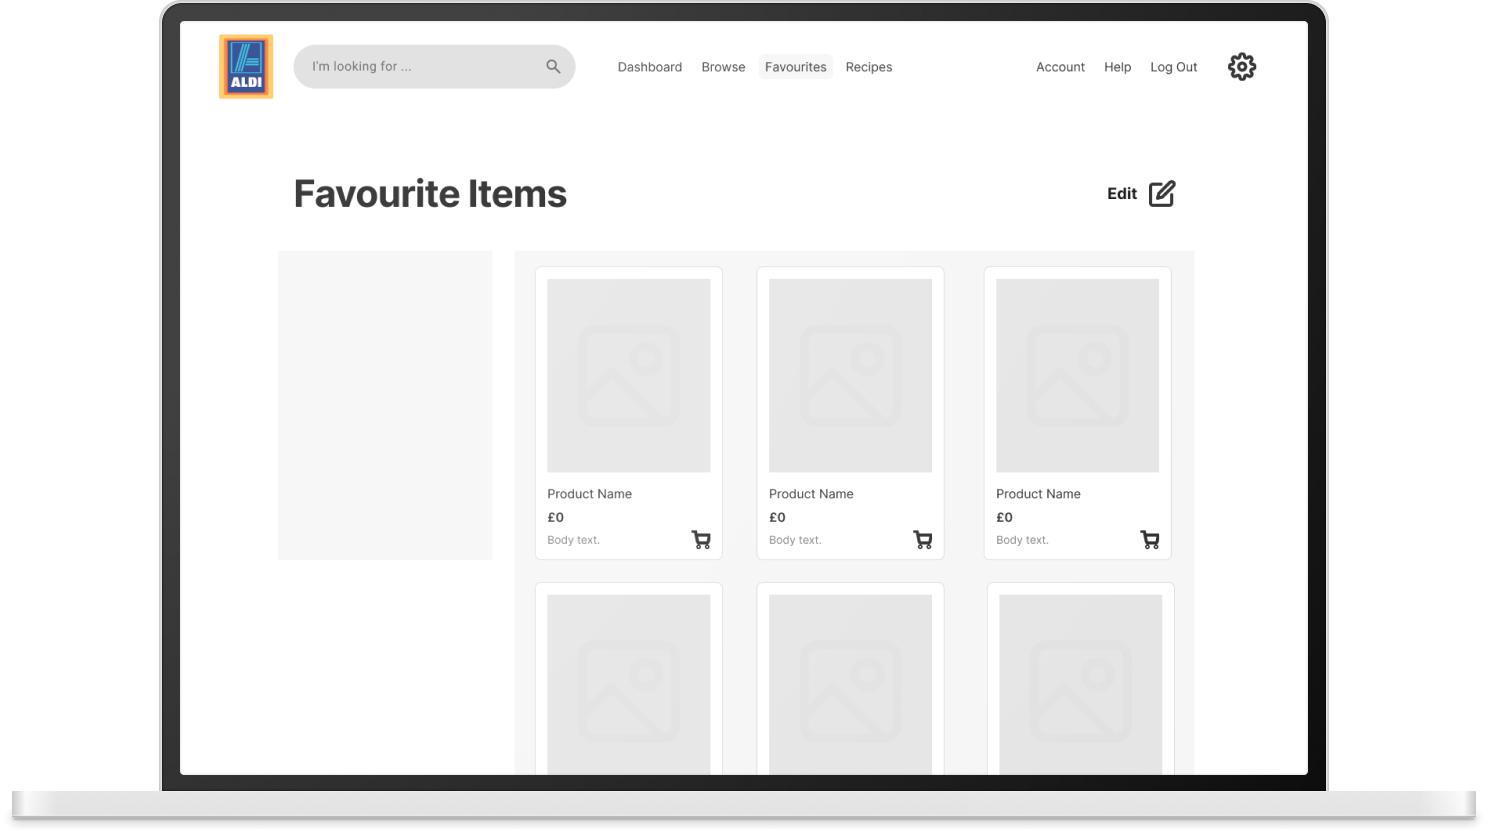 ALDI
I'm looking for ...
Dashboard Browse Favourites Recipes
Account Help Log Out
Favourite Items
Edit
Product Name
£0
Body text.
Product Name
£0
Body text.
Product Name
£0
Body text.